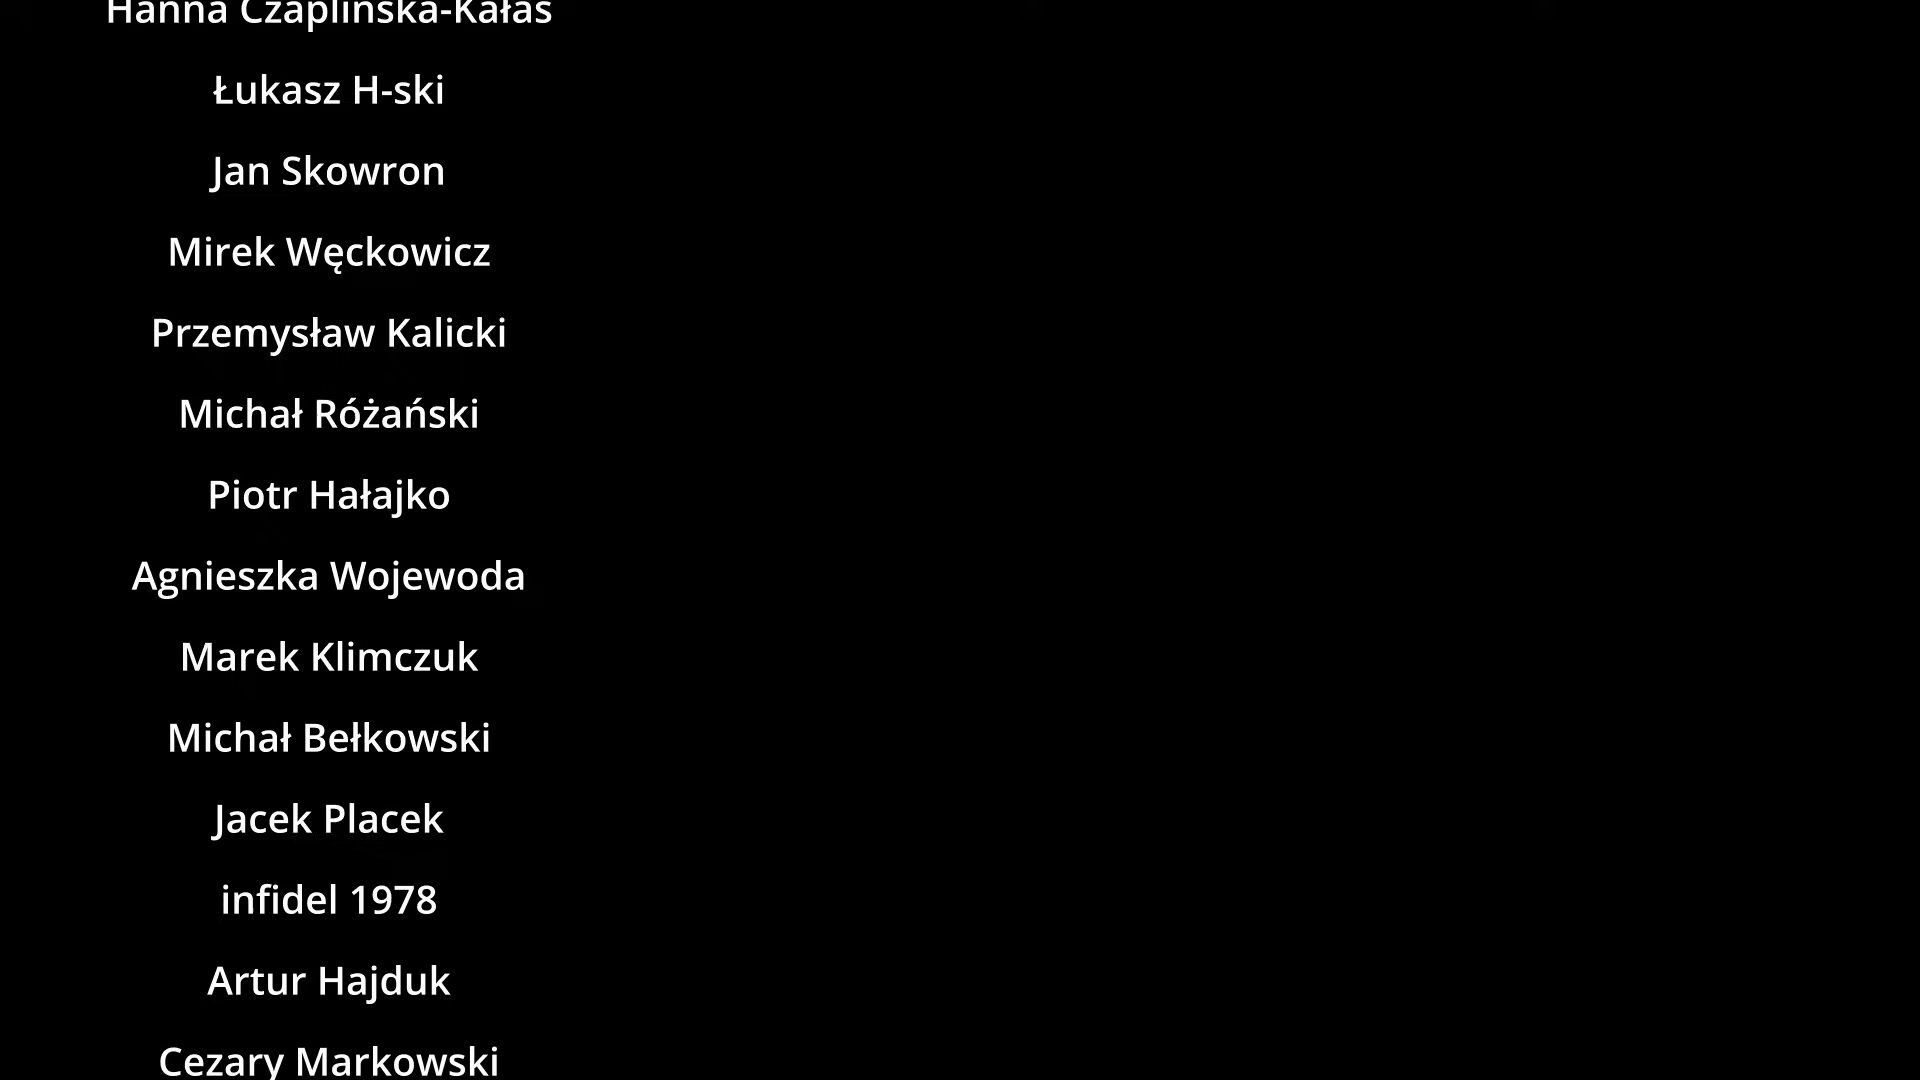 Hanna Czaplińska-Kałas
Łukasz H-ski
Jan Skowron
Mirek Węckowicz
Przemysław Kalicki
Michał Różański
Piotr Hałajko
Agnieszka Wojewoda
Marek Klimczuk
Michał Bełkowski
Jacek Placek
infidel 1978
Artur Hajduk
Cezary Markowski